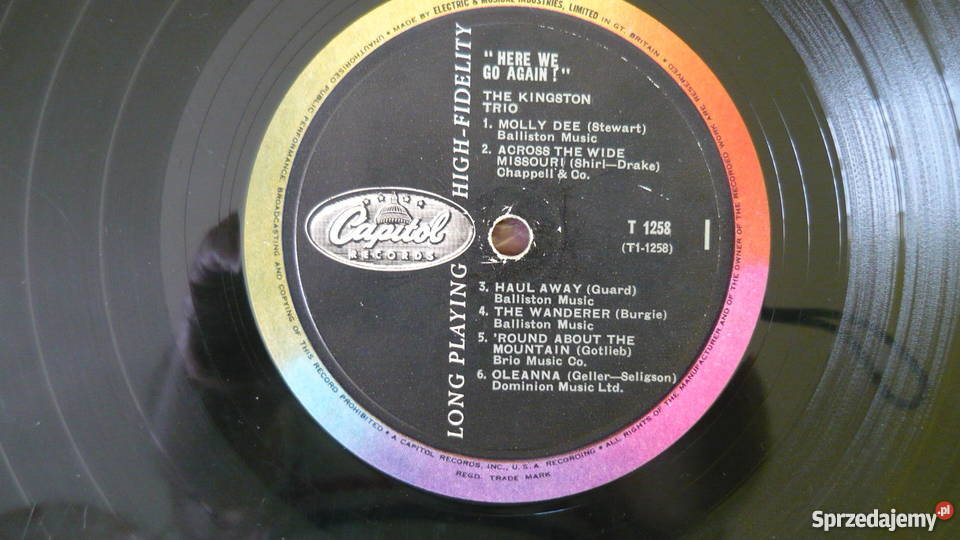 "HERE WE
GO AGAIN!"
THE KINGSTON
TRIO
1. MOLLY DEE (Stewart)
Balliston Music
2. ACROSS THE WIDE
MISSOURI (Shirl—Drake)
Chappell & Co.
T 1258
(T1-1258)
I
3. HAUL AWAY (Guard)
Balliston Music
4. THE WANDERER (Burgie)
Balliston Music
5. 'ROUND ABOUT THE
MOUNTAIN (Gotlieb)
Brio Music Co.
6. OLEANNA (Geller—Seligson)
Dominion Music Ltd.
LONG PLAYING HIGH-FIDELITY
Capitol
RECORDS
MADE BY ELECTRIC & MUSICAL INDUSTRIES, LIMITED IN GT. BRITAIN • ALL RIGHTS OF THE MANUFACTURER AND OF THE OWNER OF THE RECORDED WORK ARE RESERVED
UNAUTHORISED PUBLIC PERFORMANCE, BROADCASTING AND COPYING OF THIS RECORD PROHIBITED • A CAPITOL RECORDS, INC., U.S.A. RECORDING •
REGD. TRADE MARK
Sprzedajemy.pl